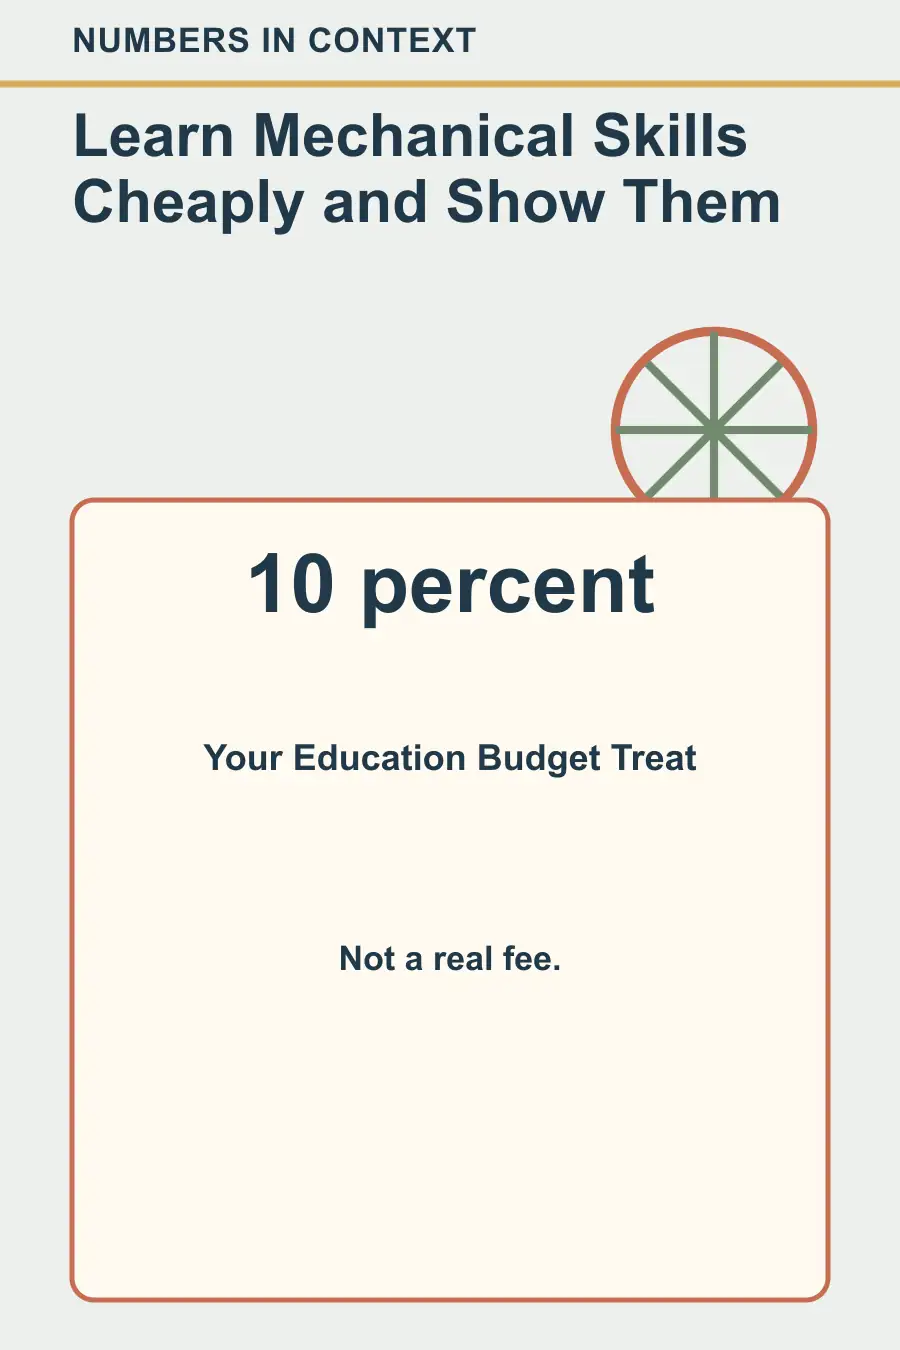 NUMBERS IN CONTEXT
Learn Mechanical Skills
Cheaply and Show Them
10 percent
Your Education Budget Treat
Not a real fee.